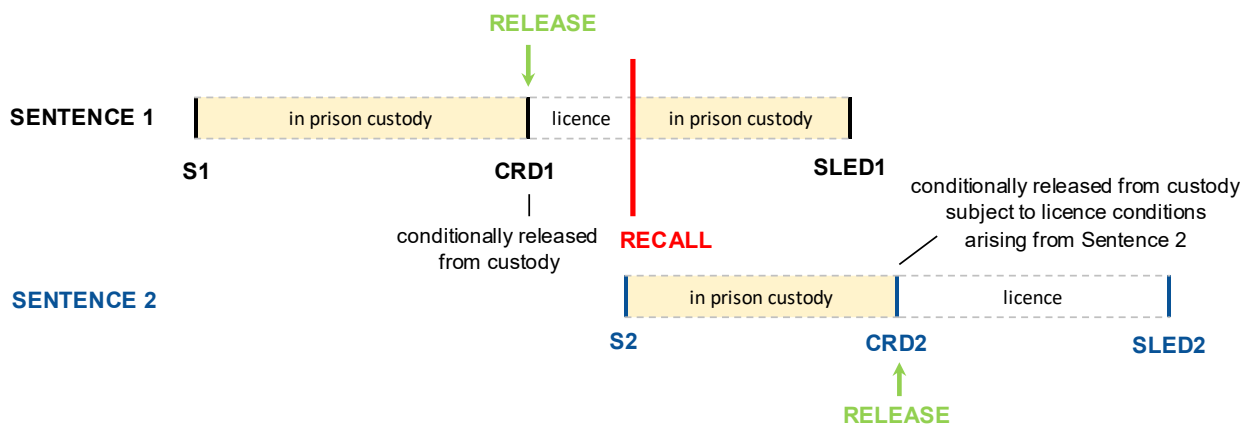 RELEASE
SENTENCE 1
in prison custody
licence
in prison custody
S1
CRD1
SLED1
conditionally released
from custody
RECALL
conditionally released from custody
subject to licence conditions
arising from Sentence 2
SENTENCE 2
in prison custody
licence
S2
CRD2
SLED2
RELEASE